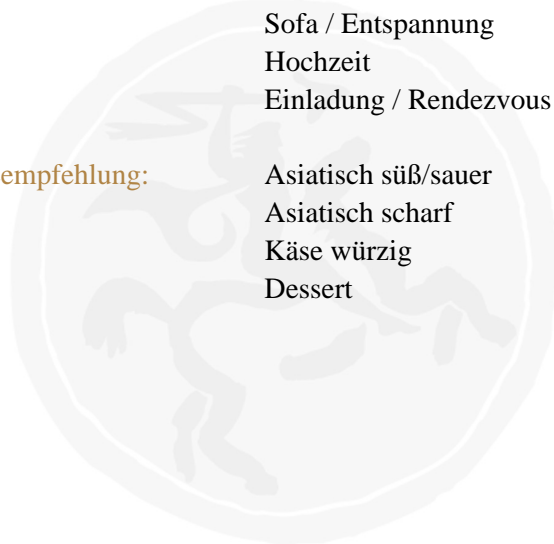 Sofa / Entspannung
Hochzeit
Einladung / Rendezvous
empfehlung: Asiatisch süß/sauer
Asiatisch scharf
Käse würzig
Dessert